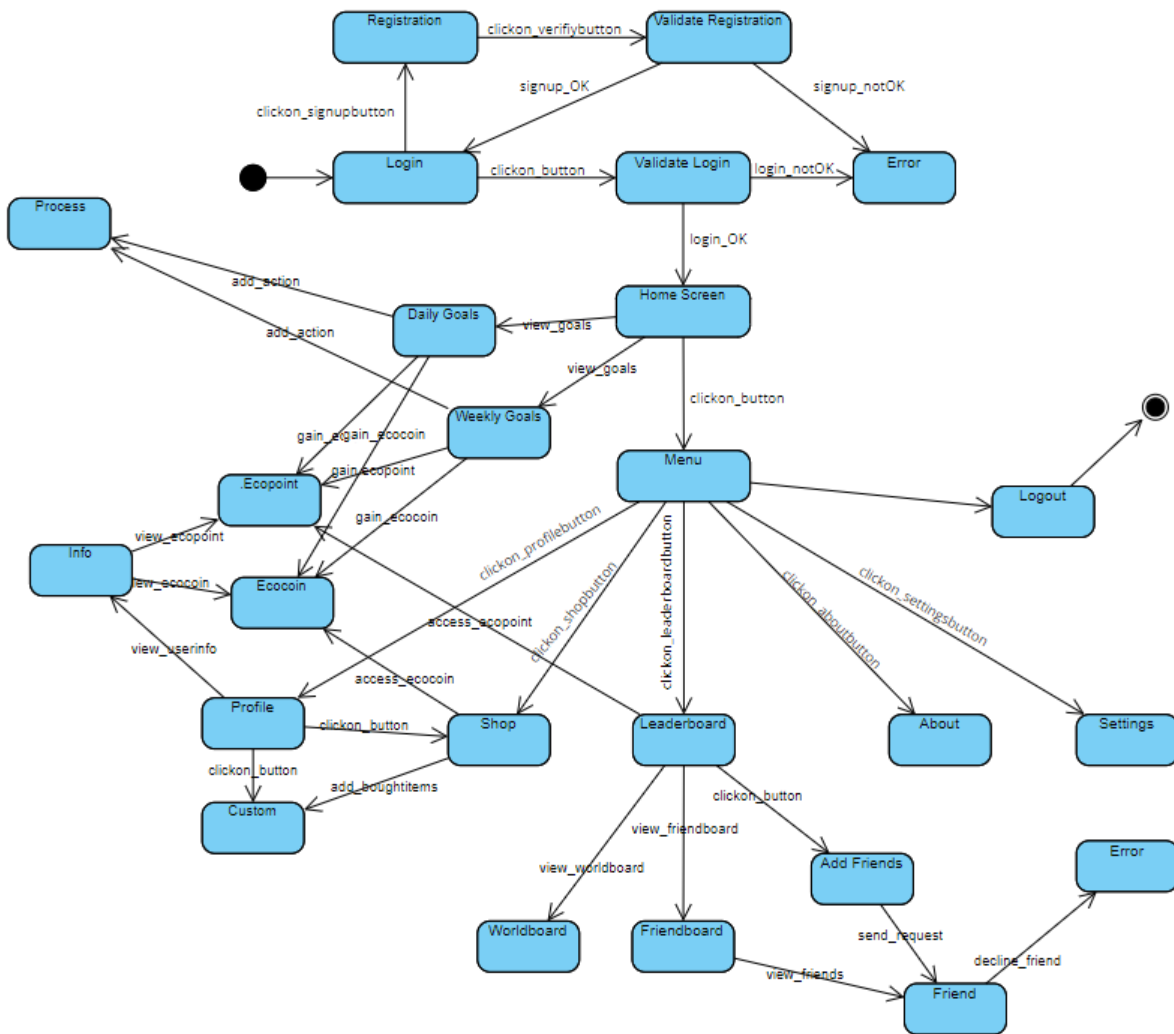 Registration
clickon_verifiybutton
Validate Registration
signup_OK
signup_notOK
clickon_signupbutton
Login
clickon_button
Validate Login
login_notOK
Error
Process
login_OK
add_action
Home Screen
Daily Goals
view_goals
add_action
view_goals
clickon_button
Weekly Goals
gain_ecocoin
gain_ecopoint
Menu
.Ecopoint
Logout
gain_ecocoin
view_ecopoint
Info
clickon_profilebutton
clickon_shopbutton
clickon_leaderboardbutton
clickon_aboutbutton
clickon_settingsbutton
Ecocoin
access_acopoint
view_userinfo
access_ecocoin
Profile
clickon_button
Shop
Leaderboard
About
Settings
clickon_button
add_boughtitems
clickon_button
Custom
view_friendboard
view_worldboard
Add Friends
Error
Worldboard
Friendboard
send_request
decline_friend
view_friends
Friend